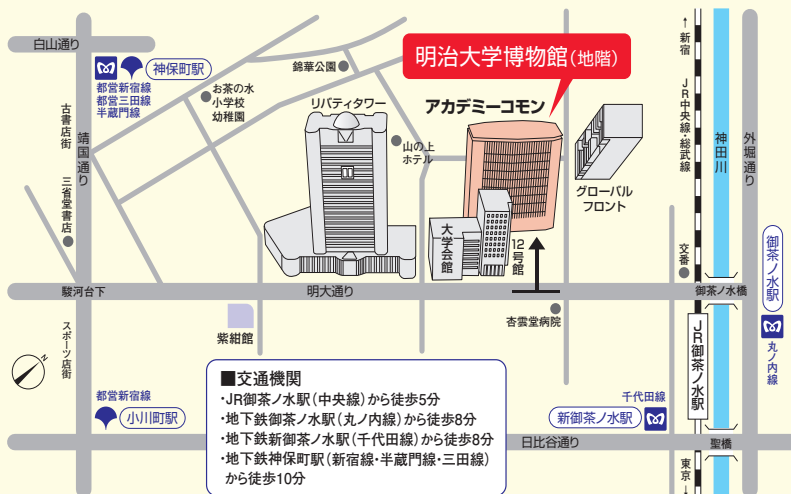 白山通り
神保町駅
都営新宿線
都営三田線
半蔵門線
錦華公園
お茶の水
小学校
幼稚園
リバティタワー
山の上
ホテル
明治大学博物館(地階)
アカデミーコモン
グローバル
フロント
大学会館
12号館
↑新宿
JR中央線・総武線
神田川
外堀通り
古書店街
靖国通り
三省堂書店
交番
御茶ノ水駅
丸ノ内線
駿河台下
明大通り
御茶ノ水橋
紫紺館
杏雲堂病院
スポーツ店街
N
JR御茶ノ水駅
■交通機関
・JR御茶ノ水駅(中央線)から徒歩5分
・地下鉄御茶ノ水駅(丸ノ内線)から徒歩8分
・地下鉄新御茶ノ水駅(千代田線)から徒歩8分
・地下鉄神保町駅(新宿線・半蔵門線・三田線)
から徒歩10分
都営新宿線
小川町駅
千代田線
新御茶ノ水駅
日比谷通り
聖橋
東京↓